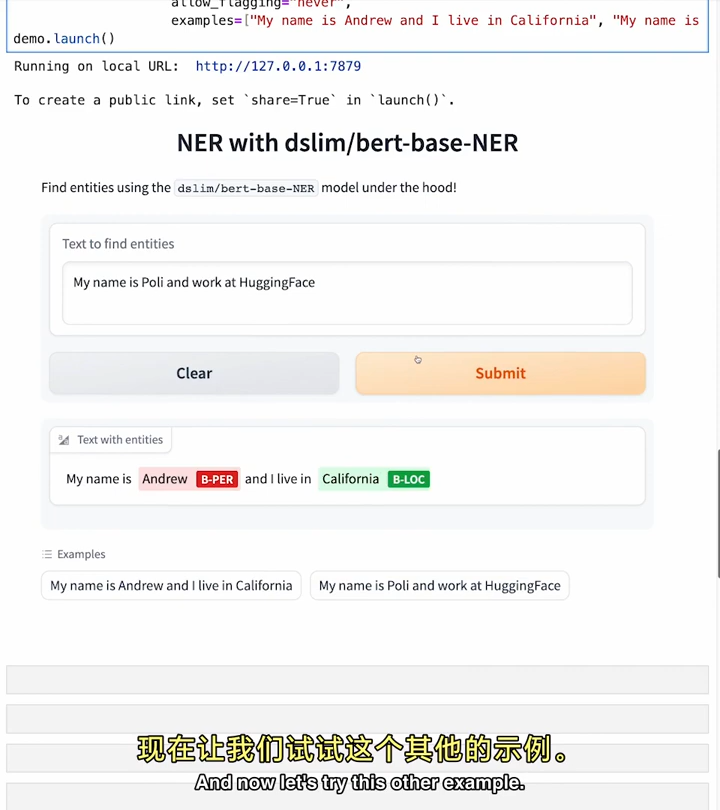 allow_flagging="never",
examples=["My name is Andrew and I live in California", "My name is
demo.launch()
Running on local URL: http://127.0.0.1:7879
To create a public link, set `share=True` in `launch()`.
NER with dslim/bert-base-NER
Find entities using the dslim/bert-base-NER model under the hood!
Text to find entities
My name is Poli and work at HuggingFace
Clear
Submit
Text with entities
My name is Andrew B-PER and I live in California B-LOC
Examples
My name is Andrew and I live in California
My name is Poli and work at HuggingFace
现在让我们试试这个其他的示例。
And now let's try this other example.